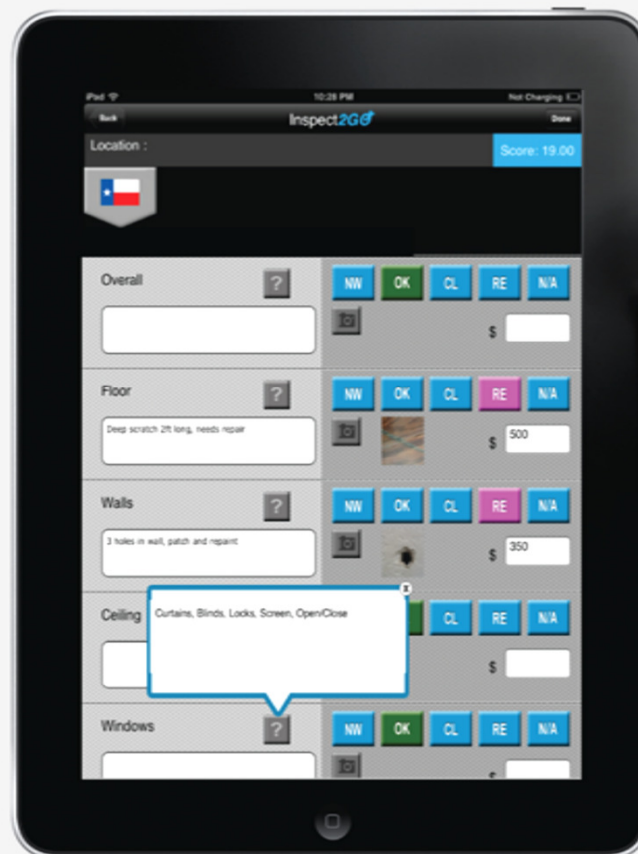 iPad 10:28 PM Not Charging
Back Inspect2GO Done
Location :
Score: 19.00
Overall ? NW OK CL RE N/A
$
Floor ? NW OK CL RE N/A
Deep scratch 2ft long, needs repair
$ 500
Walls ? NW OK CL RE N/A
3 holes in wall, patch and repaint
$ 350
x
Ceiling CL RE N/A
Curtains, Blinds, Locks, Screen, Open/Close
$
Windows ? NW OK CL RE N/A
$